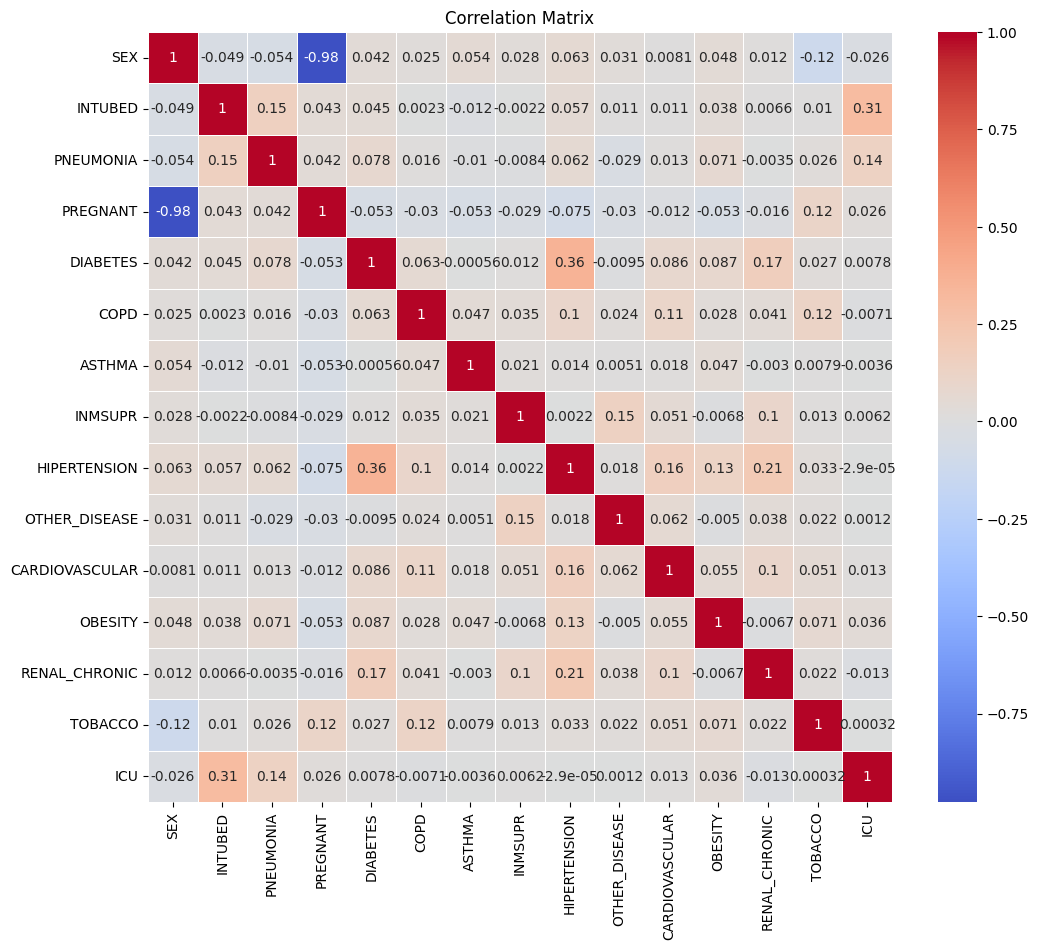 Correlation Matrix
SEX 1 -0.049 -0.054 -0.98 0.042 0.025 0.054 0.028 0.063 0.031 0.0081 0.048 0.012 -0.12 -0.026
INTUBED -0.049 1 0.15 0.043 0.045 0.0023 -0.012 -0.0022 0.057 0.011 0.011 0.038 0.0066 0.01 0.31
PNEUMONIA -0.054 0.15 1 0.042 0.078 0.016 -0.01 -0.0084 0.062 -0.029 0.013 0.071 -0.0035 0.026 0.14
PREGNANT -0.98 0.043 0.042 1 -0.053 -0.03 -0.053 -0.029 -0.075 -0.03 -0.012 -0.053 -0.016 0.12 0.026
DIABETES 0.042 0.045 0.078 -0.053 1 0.063 -0.00056 0.012 0.36 -0.0095 0.086 0.087 0.17 0.027 0.0078
COPD 0.025 0.0023 0.016 -0.03 0.063 1 0.047 0.035 0.1 0.024 0.11 0.028 0.041 0.12 -0.0071
ASTHMA 0.054 -0.012 -0.01 -0.053 -0.00056 0.047 1 0.021 0.014 0.0051 0.018 0.047 -0.003 0.0079 -0.0036
INMSUPR 0.028 -0.0022 -0.0084 -0.029 0.012 0.035 0.021 1 0.0022 0.15 0.051 -0.0068 0.1 0.013 0.0062
HIPERTENSION 0.063 0.057 0.062 -0.075 0.36 0.1 0.014 0.0022 1 0.018 0.16 0.13 0.21 0.033 -2.9e-05
OTHER_DISEASE 0.031 0.011 -0.029 -0.03 -0.0095 0.024 0.0051 0.15 0.018 1 0.062 -0.005 0.038 0.022 0.0012
CARDIOVASCULAR 0.0081 0.011 0.013 -0.012 0.086 0.11 0.018 0.051 0.16 0.062 1 0.055 0.1 0.051 0.013
OBESITY 0.048 0.038 0.071 -0.053 0.087 0.028 0.047 -0.0068 0.13 -0.005 0.055 1 -0.0067 0.071 0.036
RENAL_CHRONIC 0.012 0.0066 -0.0035 -0.016 0.17 0.041 -0.003 0.1 0.21 0.038 0.1 -0.0067 1 0.022 -0.013
TOBACCO -0.12 0.01 0.026 0.12 0.027 0.12 0.0079 0.013 0.033 0.022 0.051 0.071 0.022 1 0.00032
ICU -0.026 0.31 0.14 0.026 0.0078 -0.0071 -0.0036 0.0062 -2.9e-05 0.0012 0.013 0.036 -0.013 0.00032 1
SEX INTUBED PNEUMONIA PREGNANT DIABETES COPD ASTHMA INMSUPR HIPERTENSION OTHER_DISEASE CARDIOVASCULAR OBESITY RENAL_CHRONIC TOBACCO ICU
1.00
0.75
0.50
0.25
0.00
−0.25
−0.50
−0.75